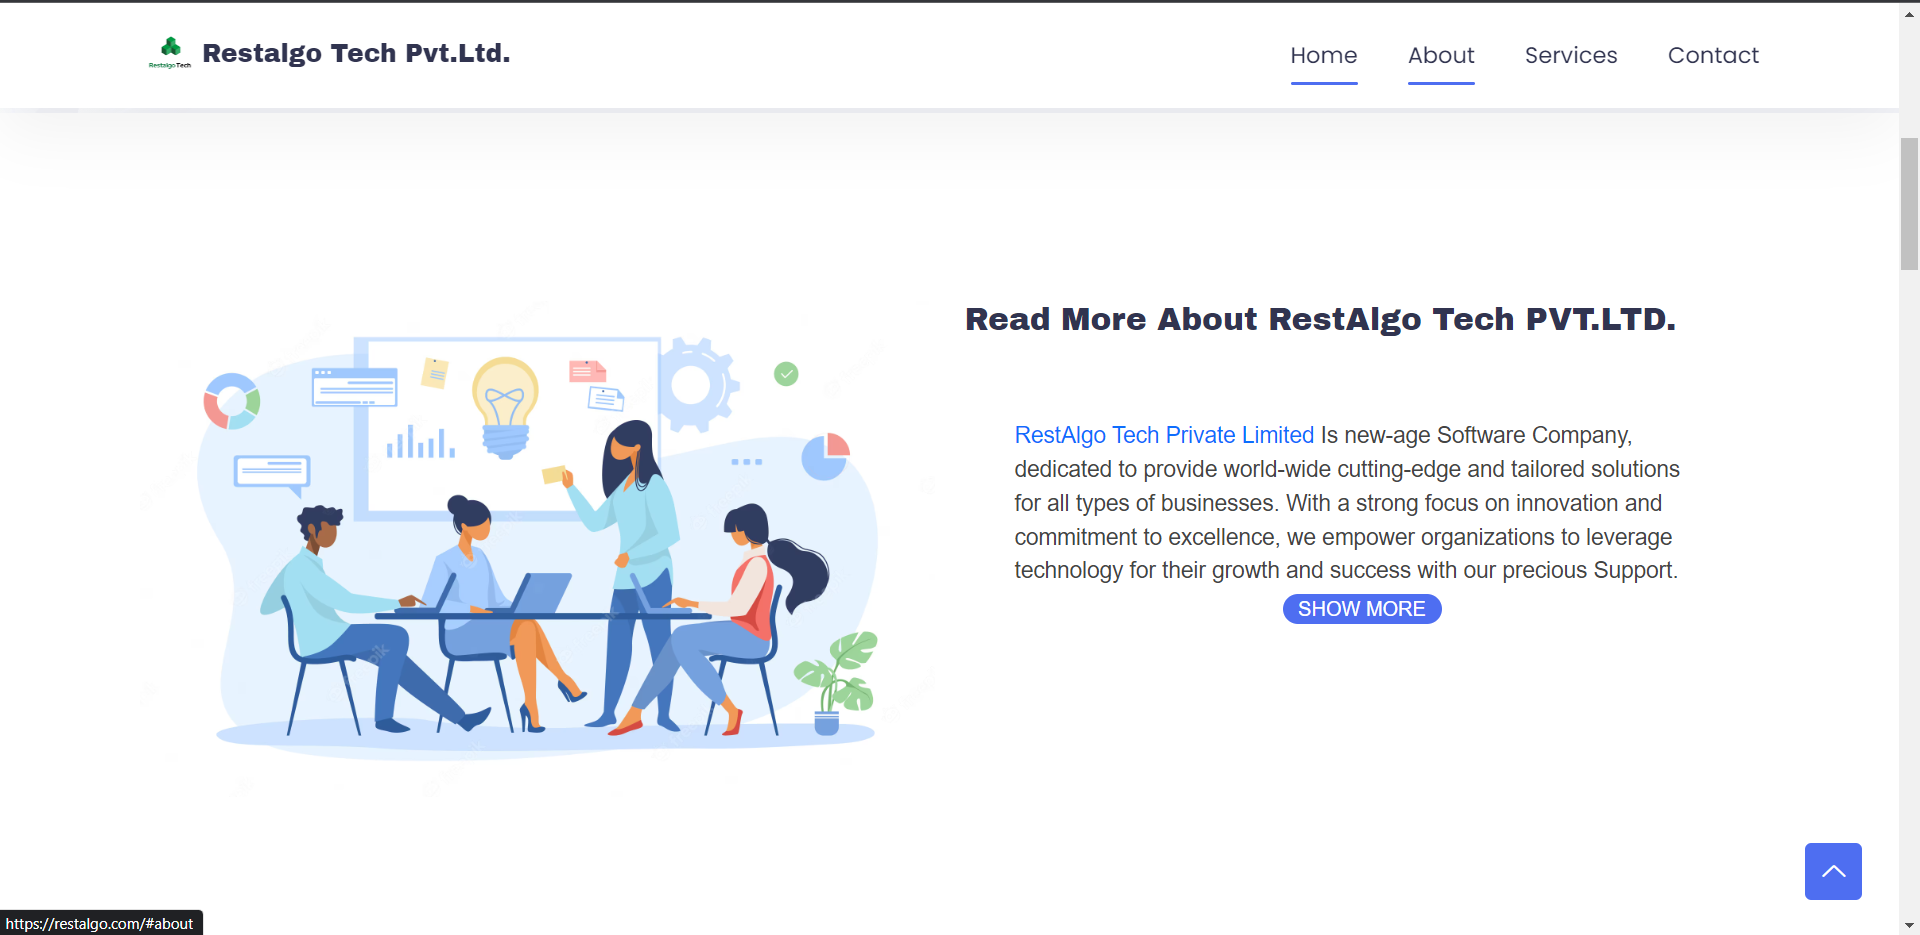 RestalgoTech
Restalgo Tech Pvt.Ltd.
Home
About
Services
Contact
Read More About RestAlgo Tech PVT.LTD.
RestAlgo Tech Private Limited Is new-age Software Company,
dedicated to provide world-wide cutting-edge and tailored solutions
for all types of businesses. With a strong focus on innovation and
commitment to excellence, we empower organizations to leverage
technology for their growth and success with our precious Support.
SHOW MORE
https://restalgo.com/#about